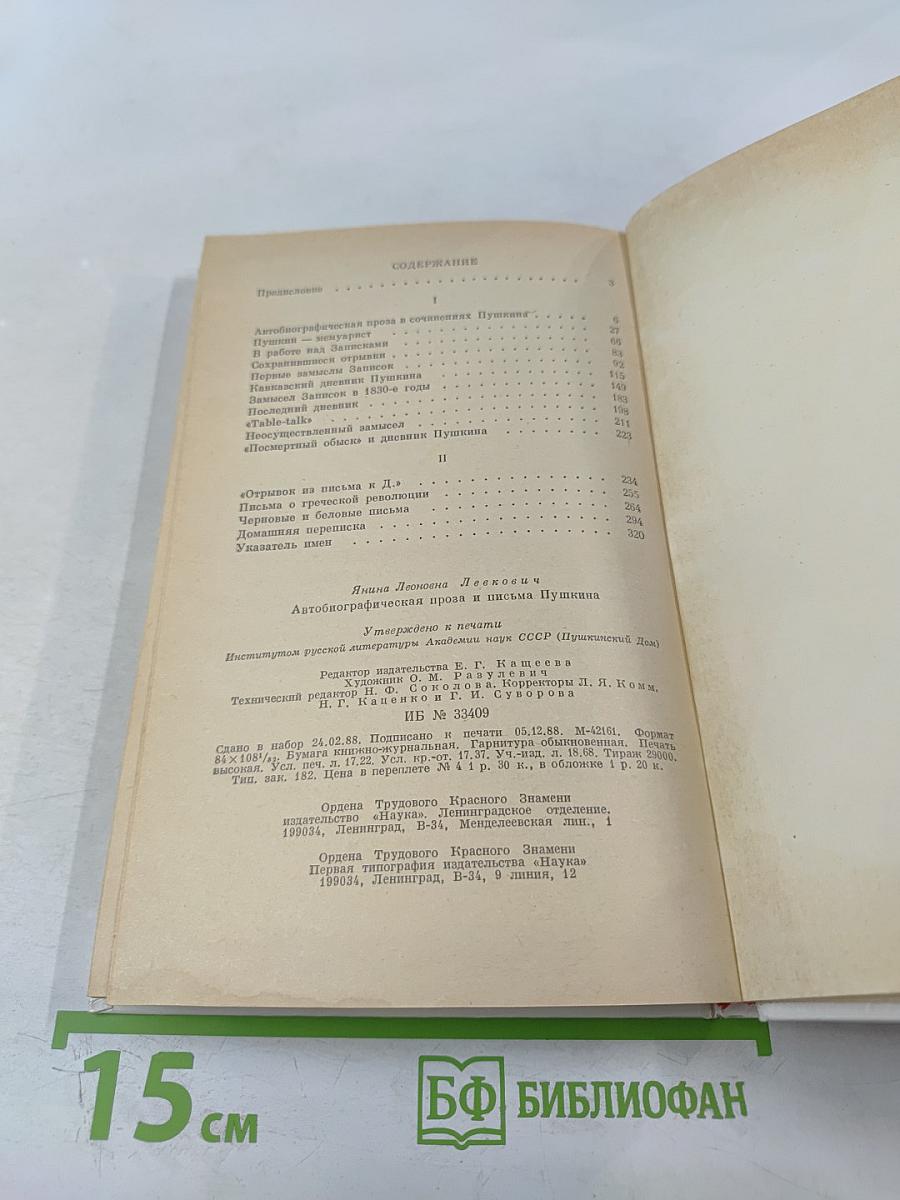 СОДЕРЖАНИЕ
Предисловие . . . . . . . . . . . . . . . . . . . . 3
I
Автобиографическая проза в сочинениях Пушкина . . . . . 6
Пушкин — мемуарист . . . . . . . . . . . . . . . . 27
В работе над Записками . . . . . . . . . . . . . . . 66
Сохранившиеся отрывки . . . . . . . . . . . . . . . 83
Первые замыслы Записок . . . . . . . . . . . . . . . 92
Кавказский дневник Пушкина . . . . . . . . . . . . . 115
Замысел Записок в 1830-е годы . . . . . . . . . . . . 149
Последний дневник . . . . . . . . . . . . . . . . . 183
«Table-talk» . . . . . . . . . . . . . . . . . . . . 198
Неосуществленный замысел . . . . . . . . . . . . . . 211
«Посмертный обыск» и дневник Пушкина . . . . . . . 223
II
«Отрывок из письма к Д.» . . . . . . . . . . . . . . 234
Письма о греческой революции . . . . . . . . . . . . 255
Черновые и беловые письма . . . . . . . . . . . . . 264
Домашняя переписка . . . . . . . . . . . . . . . . 294
Указатель имен . . . . . . . . . . . . . . . . . . 320
Янина Леоновна Левкович
Автобиографическая проза и письма Пушкина
Утверждено к печати
Институтом русской литературы Академии наук СССР (Пушкинский Дом)
Редактор издательства Е. Г. Кащеева
Художник О. М. Разулевич
Технический редактор Н. Ф. Соколова. Корректоры Л. Я. Комм,
Н. Г. Каценко и Г. И. Суворова
ИБ № 33409
Сдано в набор 24.02.88. Подписано к печати 05.12.88. М-42161. Формат
84×108¹/₃₂. Бумага книжно-журнальная. Гарнитура обыкновенная. Печать
высокая. Усл. печ. л. 17.22. Усл. кр.-от. 17.37. Уч.-изд. л. 18.68. Тираж 29000.
Тип. зак. 182. Цена в переплете № 4 1 р. 30 к., в обложке 1 р. 20 к.
Ордена Трудового Красного Знамени
издательство «Наука». Ленинградское отделение.
199034, Ленинград, В-34, Менделеевская лин., 1
Ордена Трудового Красного Знамени
Первая типография издательства «Наука»
199034, Ленинград, В-34, 9 линия, 12
15 см
БФ БИБЛИОФАН